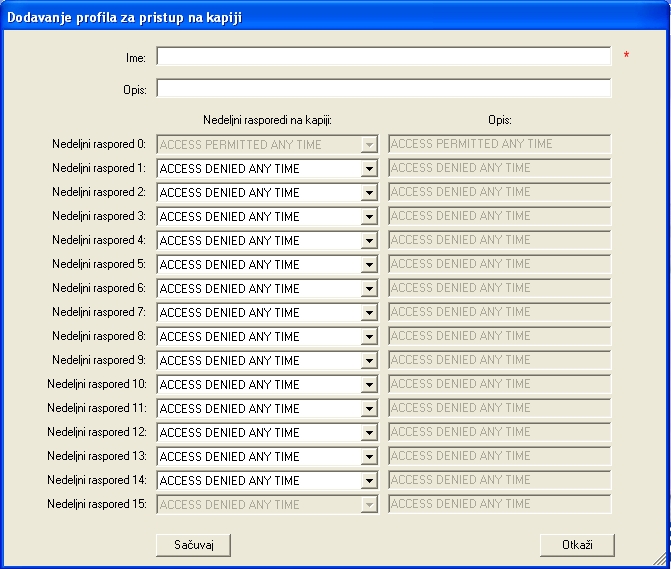 Dodavanje profila za pristup na kapiji
Ime: *
Opis:
Nedeljni rasporedi na kapiji: Opis:
Nedeljni raspored 0: ACCESS PERMITTED ANY TIME ACCESS PERMITTED ANY TIME
Nedeljni raspored 1: ACCESS DENIED ANY TIME ACCESS DENIED ANY TIME
Nedeljni raspored 2: ACCESS DENIED ANY TIME ACCESS DENIED ANY TIME
Nedeljni raspored 3: ACCESS DENIED ANY TIME ACCESS DENIED ANY TIME
Nedeljni raspored 4: ACCESS DENIED ANY TIME ACCESS DENIED ANY TIME
Nedeljni raspored 5: ACCESS DENIED ANY TIME ACCESS DENIED ANY TIME
Nedeljni raspored 6: ACCESS DENIED ANY TIME ACCESS DENIED ANY TIME
Nedeljni raspored 7: ACCESS DENIED ANY TIME ACCESS DENIED ANY TIME
Nedeljni raspored 8: ACCESS DENIED ANY TIME ACCESS DENIED ANY TIME
Nedeljni raspored 9: ACCESS DENIED ANY TIME ACCESS DENIED ANY TIME
Nedeljni raspored 10: ACCESS DENIED ANY TIME ACCESS DENIED ANY TIME
Nedeljni raspored 11: ACCESS DENIED ANY TIME ACCESS DENIED ANY TIME
Nedeljni raspored 12: ACCESS DENIED ANY TIME ACCESS DENIED ANY TIME
Nedeljni raspored 13: ACCESS DENIED ANY TIME ACCESS DENIED ANY TIME
Nedeljni raspored 14: ACCESS DENIED ANY TIME ACCESS DENIED ANY TIME
Nedeljni raspored 15: ACCESS DENIED ANY TIME ACCESS DENIED ANY TIME
Sačuvaj Otkaži